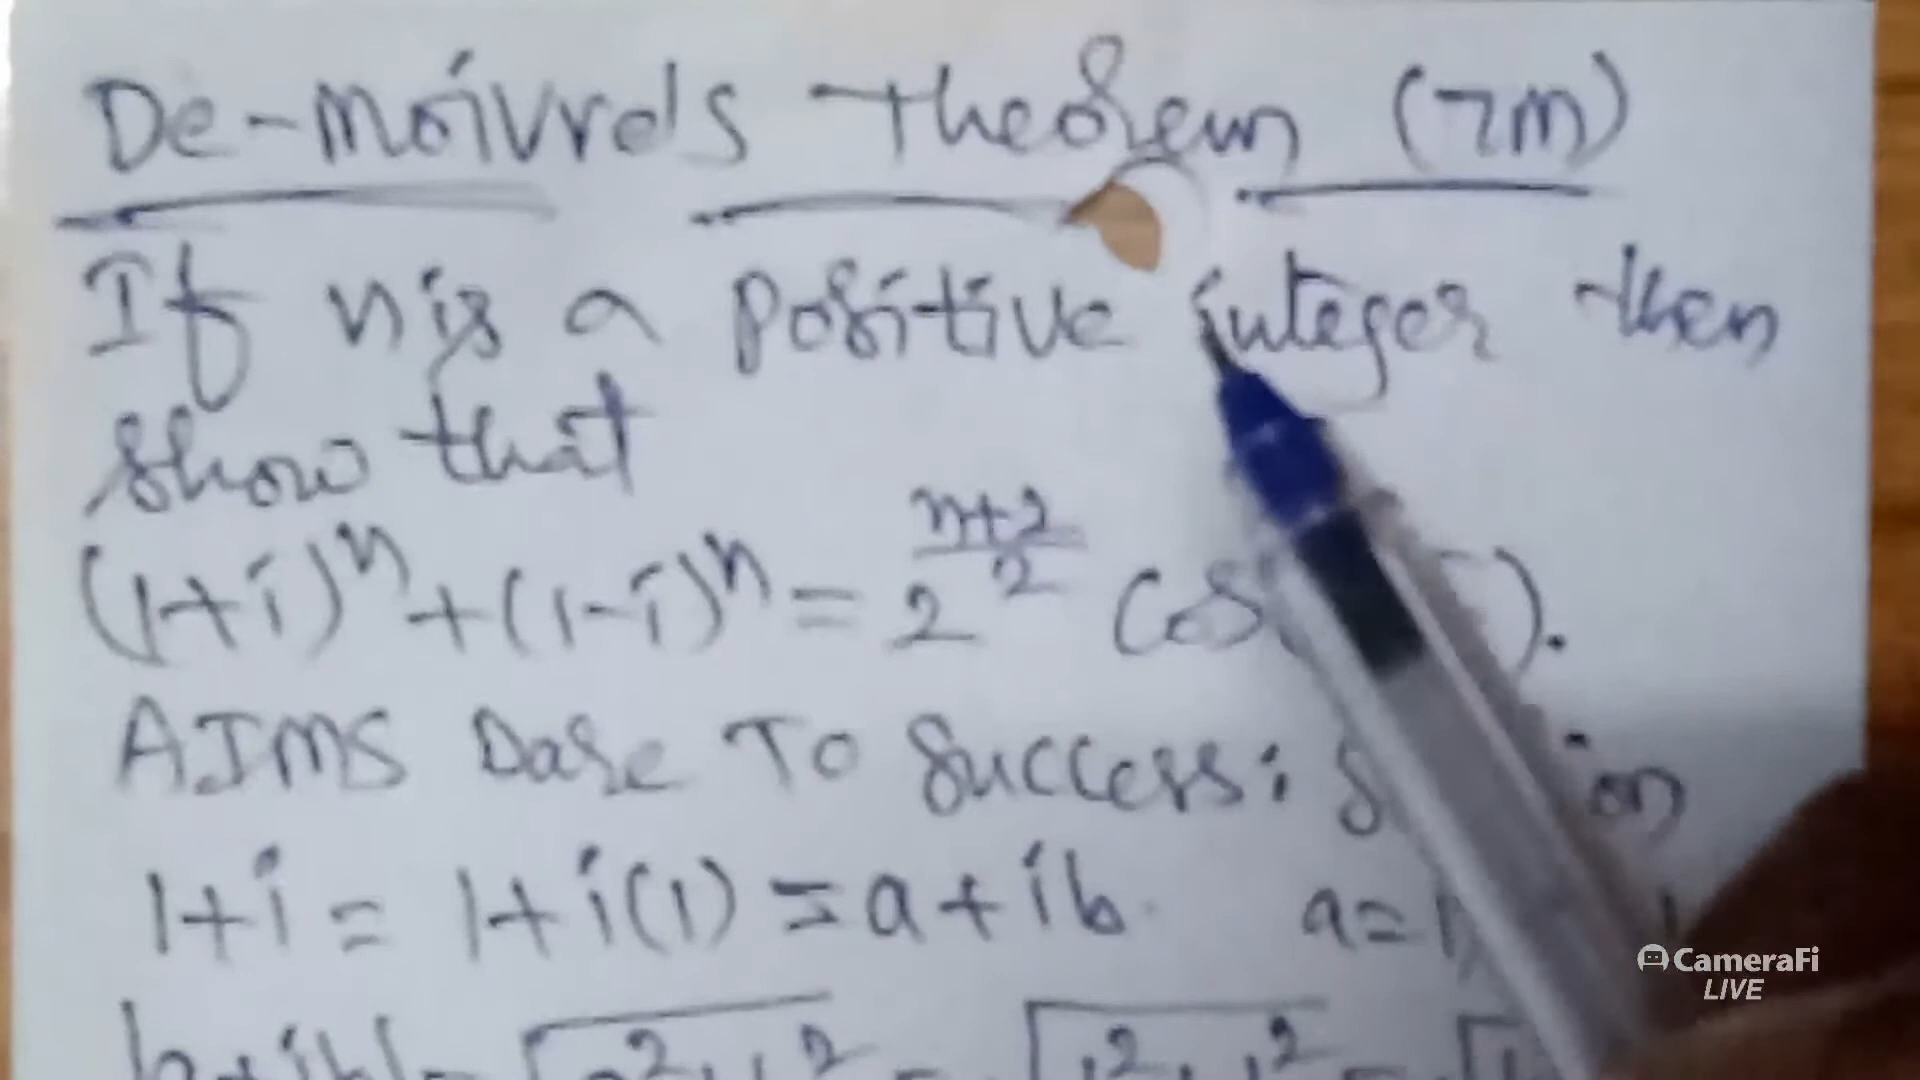 De-moivre's theorem (7M)
If n is a positive integer then
show that
(1+i)^n + (1-i)^n = 2^{\frac{n+2}{2}} Cos( ).
AIMS Dare To Success:
1+i = 1+i(1) = a+ib. a=1,
CameraFi
LIVE